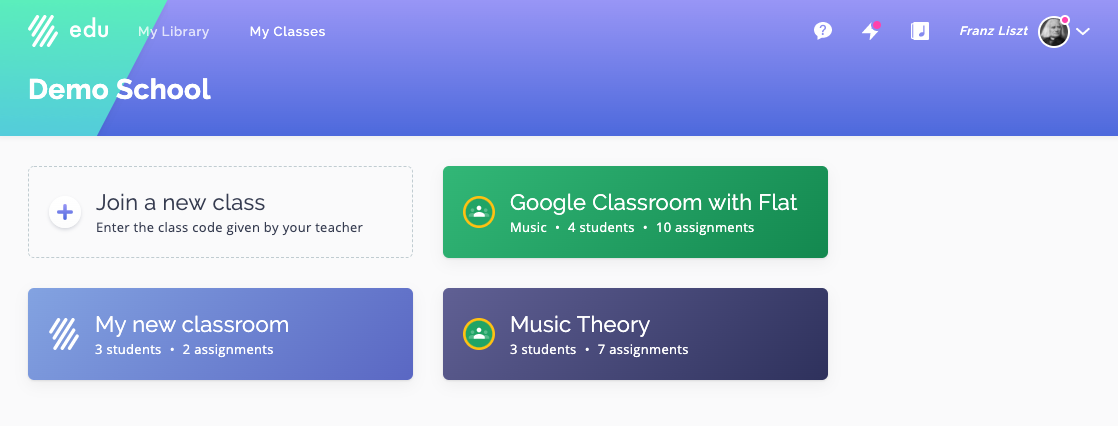 edu My Library My Classes Franz Liszt
Demo School
Join a new class
Enter the class code given by your teacher
Google Classroom with Flat
Music • 4 students • 10 assignments
My new classroom
3 students • 2 assignments
Music Theory
3 students • 7 assignments